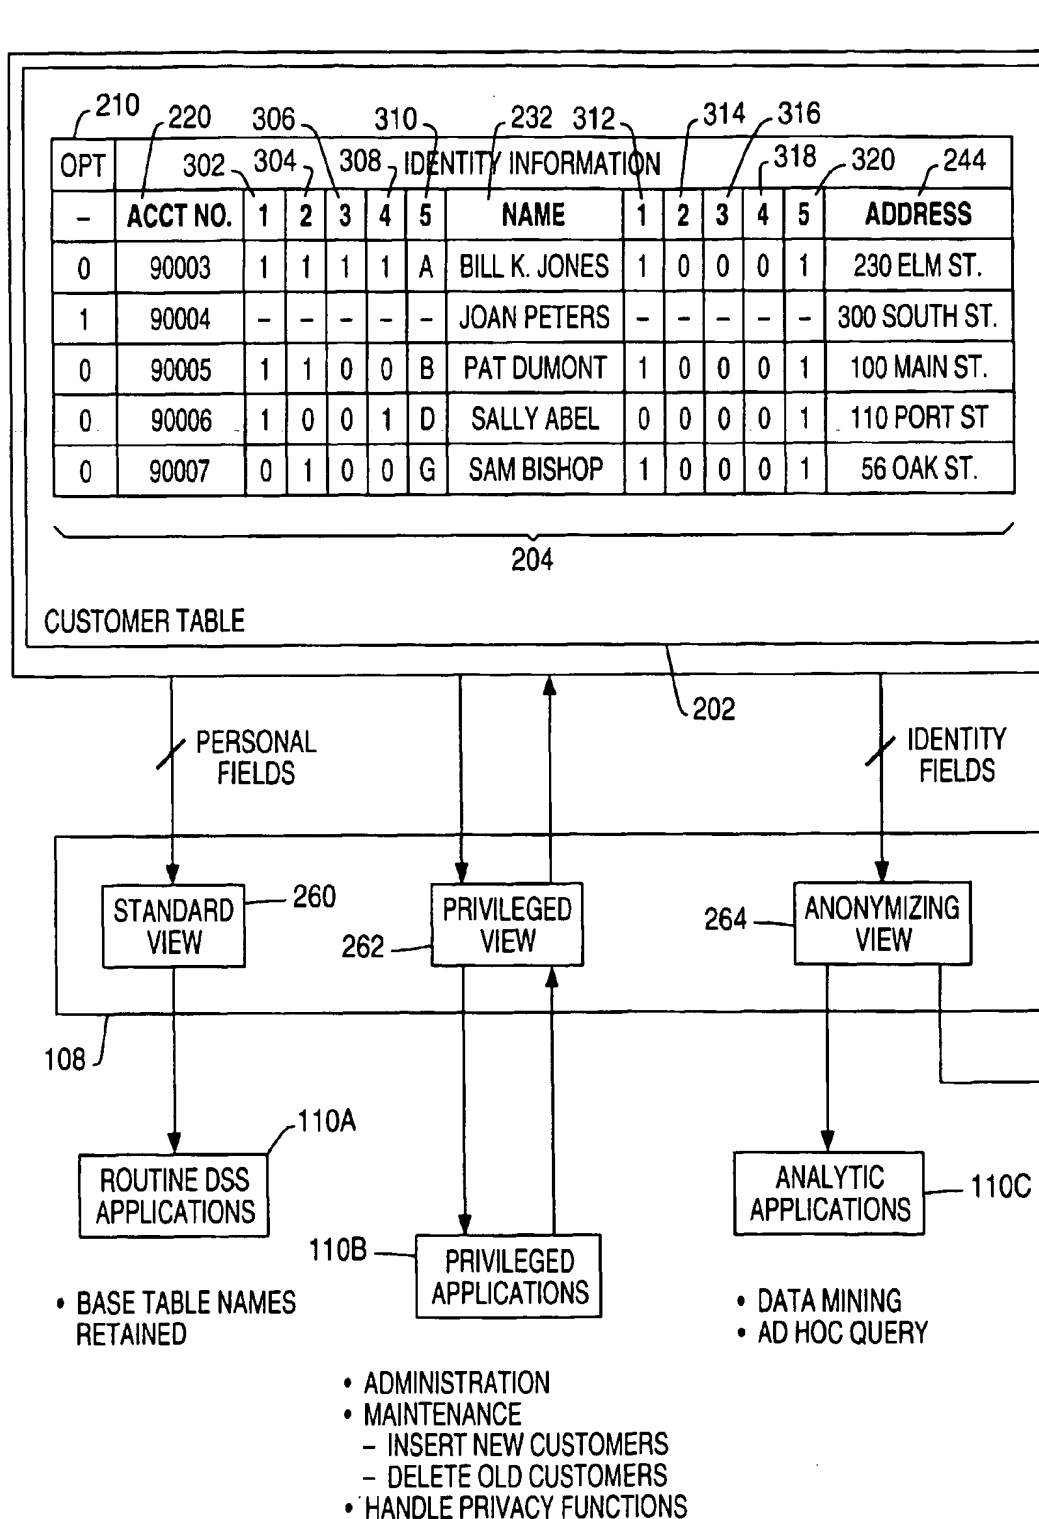 210 220 306 310 232 312 314 316
OPT 302 304 308 IDENTITY INFORMATION 318 320 244
– ACCT NO. 1 2 3 4 5 NAME 1 2 3 4 5 ADDRESS
0 90003 1 1 1 1 A BILL K. JONES 1 0 0 0 1 230 ELM ST.
1 90004 – – – – – JOAN PETERS – – – – – 300 SOUTH ST.
0 90005 1 1 0 0 B PAT DUMONT 1 0 0 0 1 100 MAIN ST.
0 90006 1 0 0 1 D SALLY ABEL 0 0 0 0 1 110 PORT ST
0 90007 0 1 0 0 G SAM BISHOP 1 0 0 0 1 56 OAK ST.
204
CUSTOMER TABLE
202
PERSONAL
FIELDS
IDENTITY
FIELDS
STANDARD
VIEW
260
PRIVILEGED
VIEW
262
ANONYMIZING
VIEW
264
108
110A
ROUTINE DSS
APPLICATIONS
110B
PRIVILEGED
APPLICATIONS
ANALYTIC
APPLICATIONS
110C
• BASE TABLE NAMES
RETAINED
• DATA MINING
• AD HOC QUERY
• ADMINISTRATION
• MAINTENANCE
– INSERT NEW CUSTOMERS
– DELETE OLD CUSTOMERS
• HANDLE PRIVACY FUNCTIONS